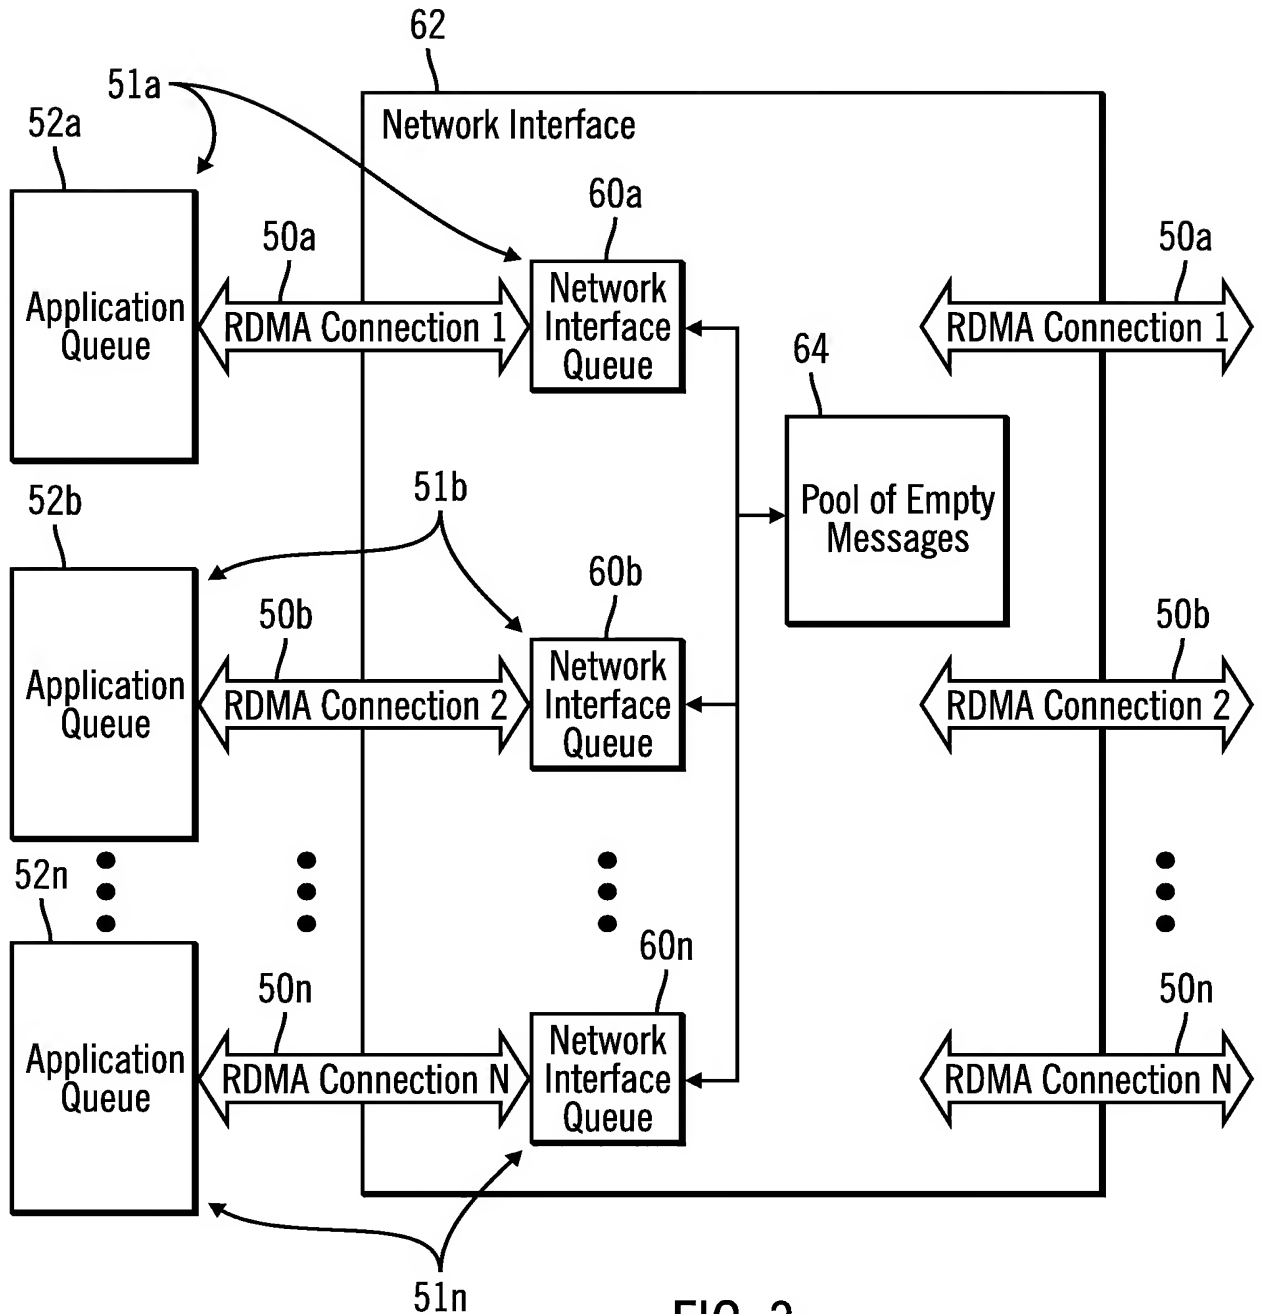 62
51a
Network Interface
52a
60a
50a
50a
Application
Queue
RDMA Connection 1
Network
Interface
Queue
RDMA Connection 1
64
Pool of Empty
Messages
52b
51b
60b
50b
50b
Application
Queue
RDMA Connection 2
Network
Interface
Queue
RDMA Connection 2
52n
60n
50n
50n
Application
Queue
RDMA Connection N
Network
Interface
Queue
RDMA Connection N
51n